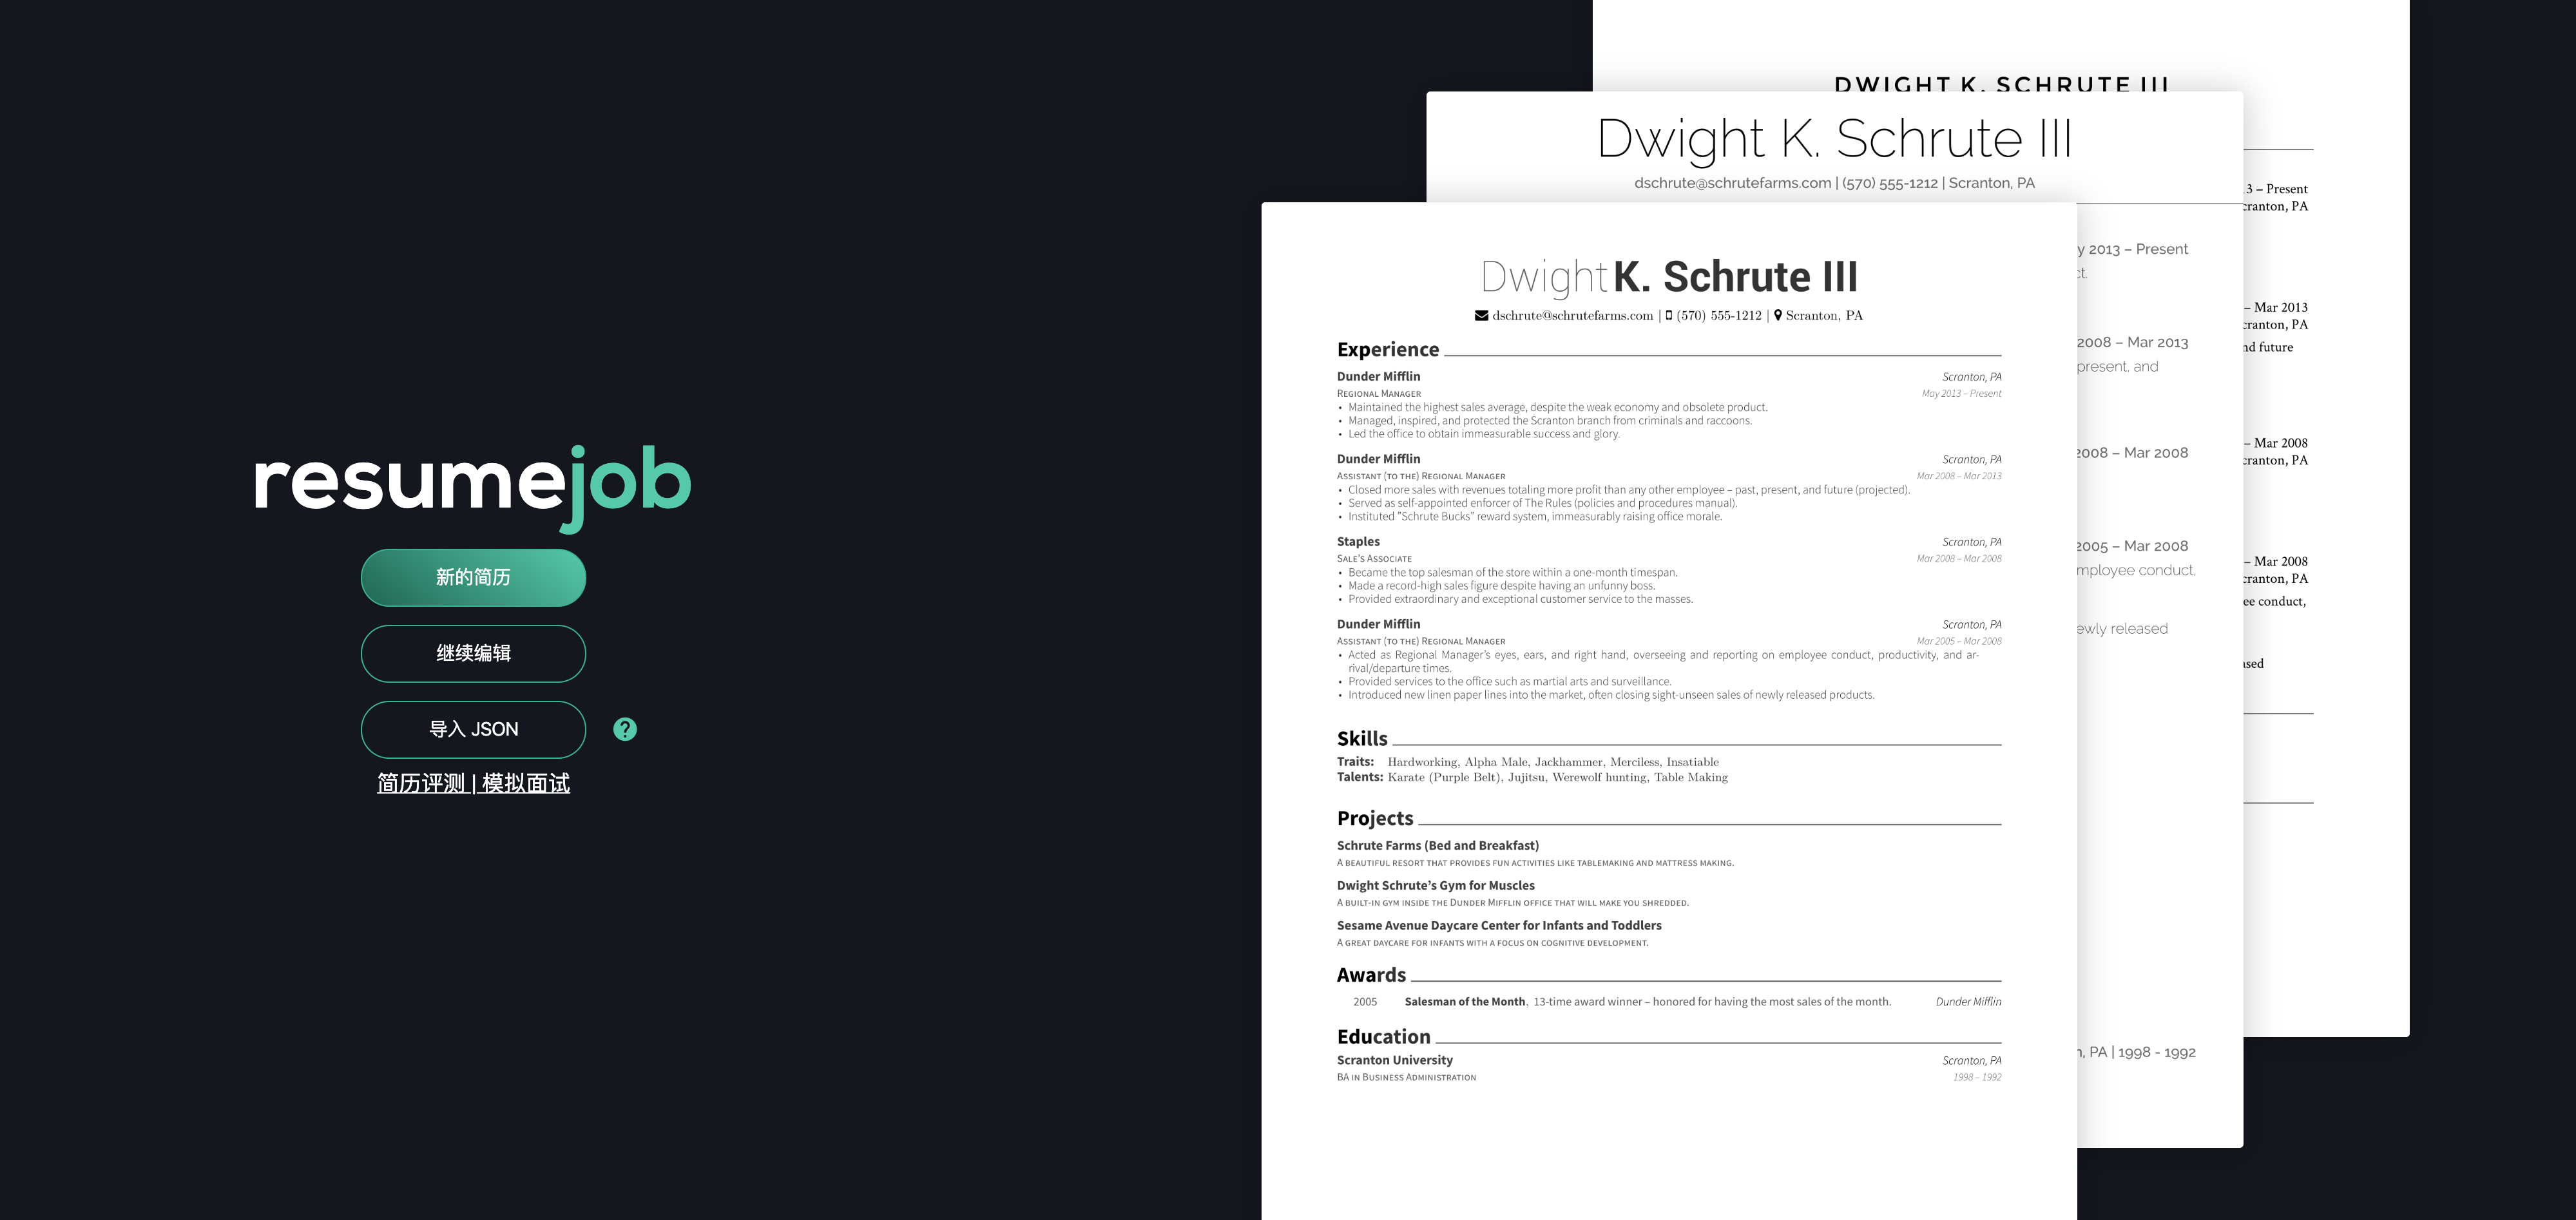 resumejob
新的简历
继续编辑
导入 JSON
?
简历评测 | 模拟面试
DWIGHT K. SCHRUTE III
Dwight K. Schrute III
dschrute@schrutefarms.com | (570) 555-1212 | Scranton, PA
Dwight K. Schrute III
dschrute@schrutefarms.com | (570) 555-1212 | Scranton, PA
Experience
Dunder Mifflin Scranton, PA
Regional Manager May 2013 – Present
• Maintained the highest sales average, despite the weak economy and obsolete product.
• Managed, inspired, and protected the Scranton branch from criminals and raccoons.
• Led the office to obtain immeasurable success and glory.
Dunder Mifflin Scranton, PA
Assistant (to the) Regional Manager Mar 2008 – Mar 2013
• Closed more sales with revenues totaling more profit than any other employee – past, present, and future (projected).
• Served as self-appointed enforcer of The Rules (policies and procedures manual).
• Instituted "Schrute Bucks" reward system, immeasurably raising office morale.
Staples Scranton, PA
Sale's Associate Mar 2008 – Mar 2008
• Became the top salesman of the store within a one-month timespan.
• Made a record-high sales figure despite having an unfunny boss.
• Provided extraordinary and exceptional customer service to the masses.
Dunder Mifflin Scranton, PA
Assistant (to the) Regional Manager Mar 2005 – Mar 2008
• Acted as Regional Manager's eyes, ears, and right hand, overseeing and reporting on employee conduct, productivity, and ar-
rival/departure times.
• Provided services to the office such as martial arts and surveillance.
• Introduced new linen paper lines into the market, often closing sight-unseen sales of newly released products.
Skills
Traits: Hardworking, Alpha Male, Jackhammer, Merciless, Insatiable
Talents: Karate (Purple Belt), Jujitsu, Werewolf hunting, Table Making
Projects
Schrute Farms (Bed and Breakfast)
A beautiful resort that provides fun activities like tablemaking and mattress making.
Dwight Schrute's Gym for Muscles
A built-in gym inside the Dunder Mifflin office that will make you shredded.
Sesame Avenue Daycare Center for Infants and Toddlers
A great daycare for infants with a focus on cognitive development.
Awards
2005 Salesman of the Month, 13-time award winner – honored for having the most sales of the month. Dunder Mifflin
Education
Scranton University Scranton, PA
BA in Business Administration 1998 – 1992
y 2013 – Present
ct.
2008 – Mar 2013
present, and
2008 – Mar 2008
2005 – Mar 2008
mployee conduct,
ewly released
n, PA | 1998 - 1992
13 – Present
cranton, PA
– Mar 2013
cranton, PA
nd future
– Mar 2008
cranton, PA
– Mar 2008
cranton, PA
ee conduct,
used